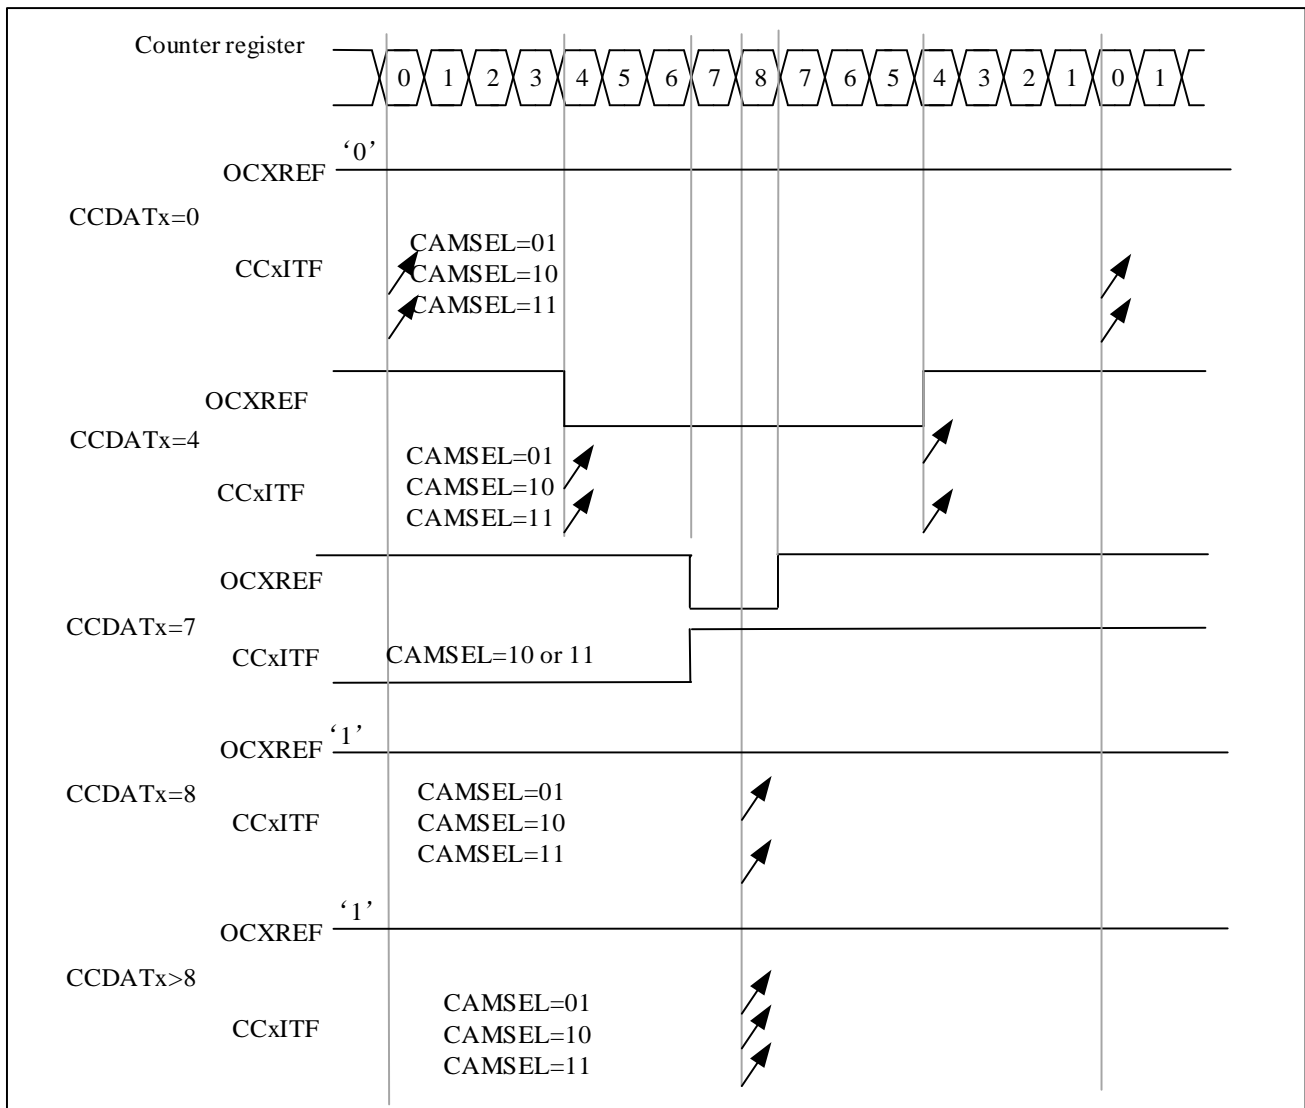 Counter register
0 1 2 3 4 5 6 7 8 7 6 5 4 3 2 1 0 1
‘0’
OCXREF
CCDATx=0
CAMSEL=01
CCxITF
CAMSEL=10
CAMSEL=11
OCXREF
CCDATx=4
CAMSEL=01
CAMSEL=10
CCxITF
CAMSEL=11
OCXREF
CCDATx=7
CCxITF
CAMSEL=10 or 11
‘1’
OCXREF
CCDATx=8
CAMSEL=01
CCxITF
CAMSEL=10
CAMSEL=11
‘1’
OCXREF
CCDATx>8
CAMSEL=01
CCxITF
CAMSEL=10
CAMSEL=11